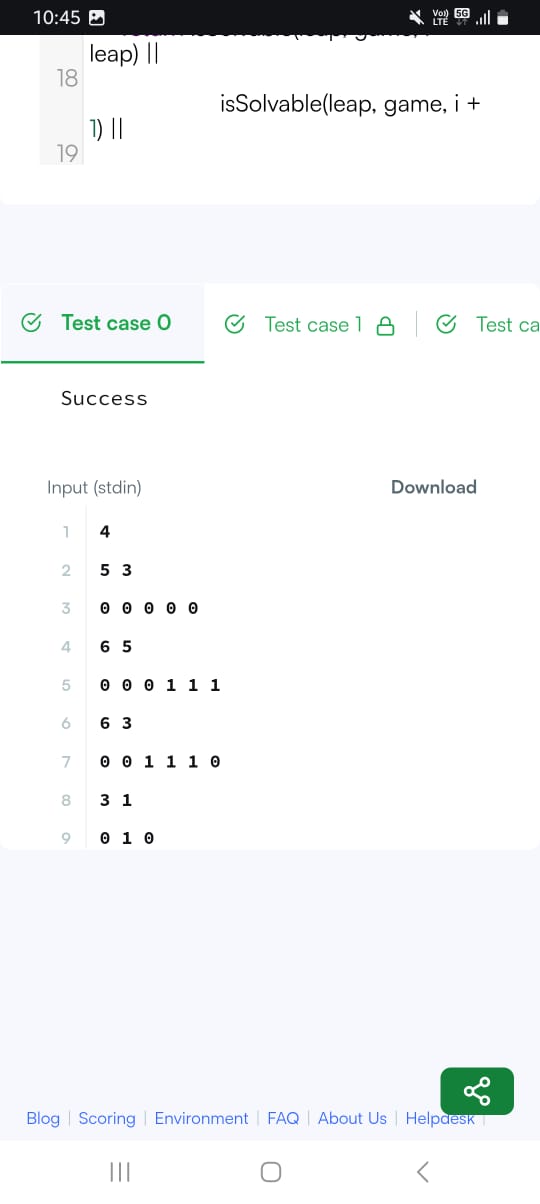 10:45
Vo)) LTE 5G
leap) ||
18
isSolvable(leap, game, i +
1) ||
19
Test case 0 Test case 1 Test ca
Success
Input (stdin) Download
1 4
2 5 3
3 0 0 0 0 0
4 6 5
5 0 0 0 1 1 1
6 6 3
7 0 0 1 1 1 0
8 3 1
9 0 1 0
Blog | Scoring | Environment | FAQ | About Us | Helpdesk |